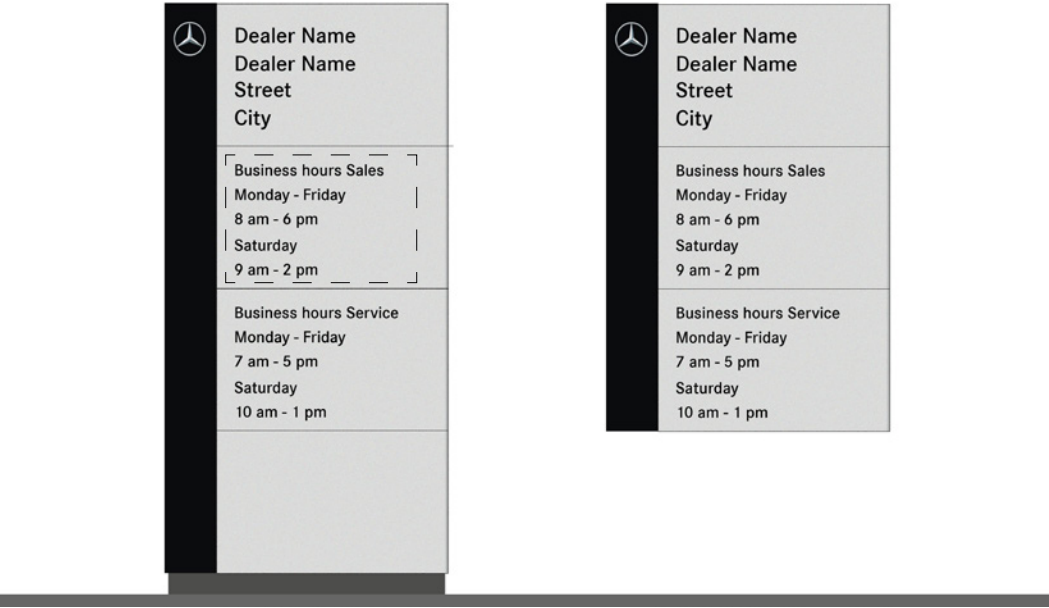 Dealer Name
Dealer Name
Street
City
Business hours Sales
Monday - Friday
8 am - 6 pm
Saturday
9 am - 2 pm
Business hours Service
Monday - Friday
7 am - 5 pm
Saturday
10 am - 1 pm
Dealer Name
Dealer Name
Street
City
Business hours Sales
Monday - Friday
8 am - 6 pm
Saturday
9 am - 2 pm
Business hours Service
Monday - Friday
7 am - 5 pm
Saturday
10 am - 1 pm